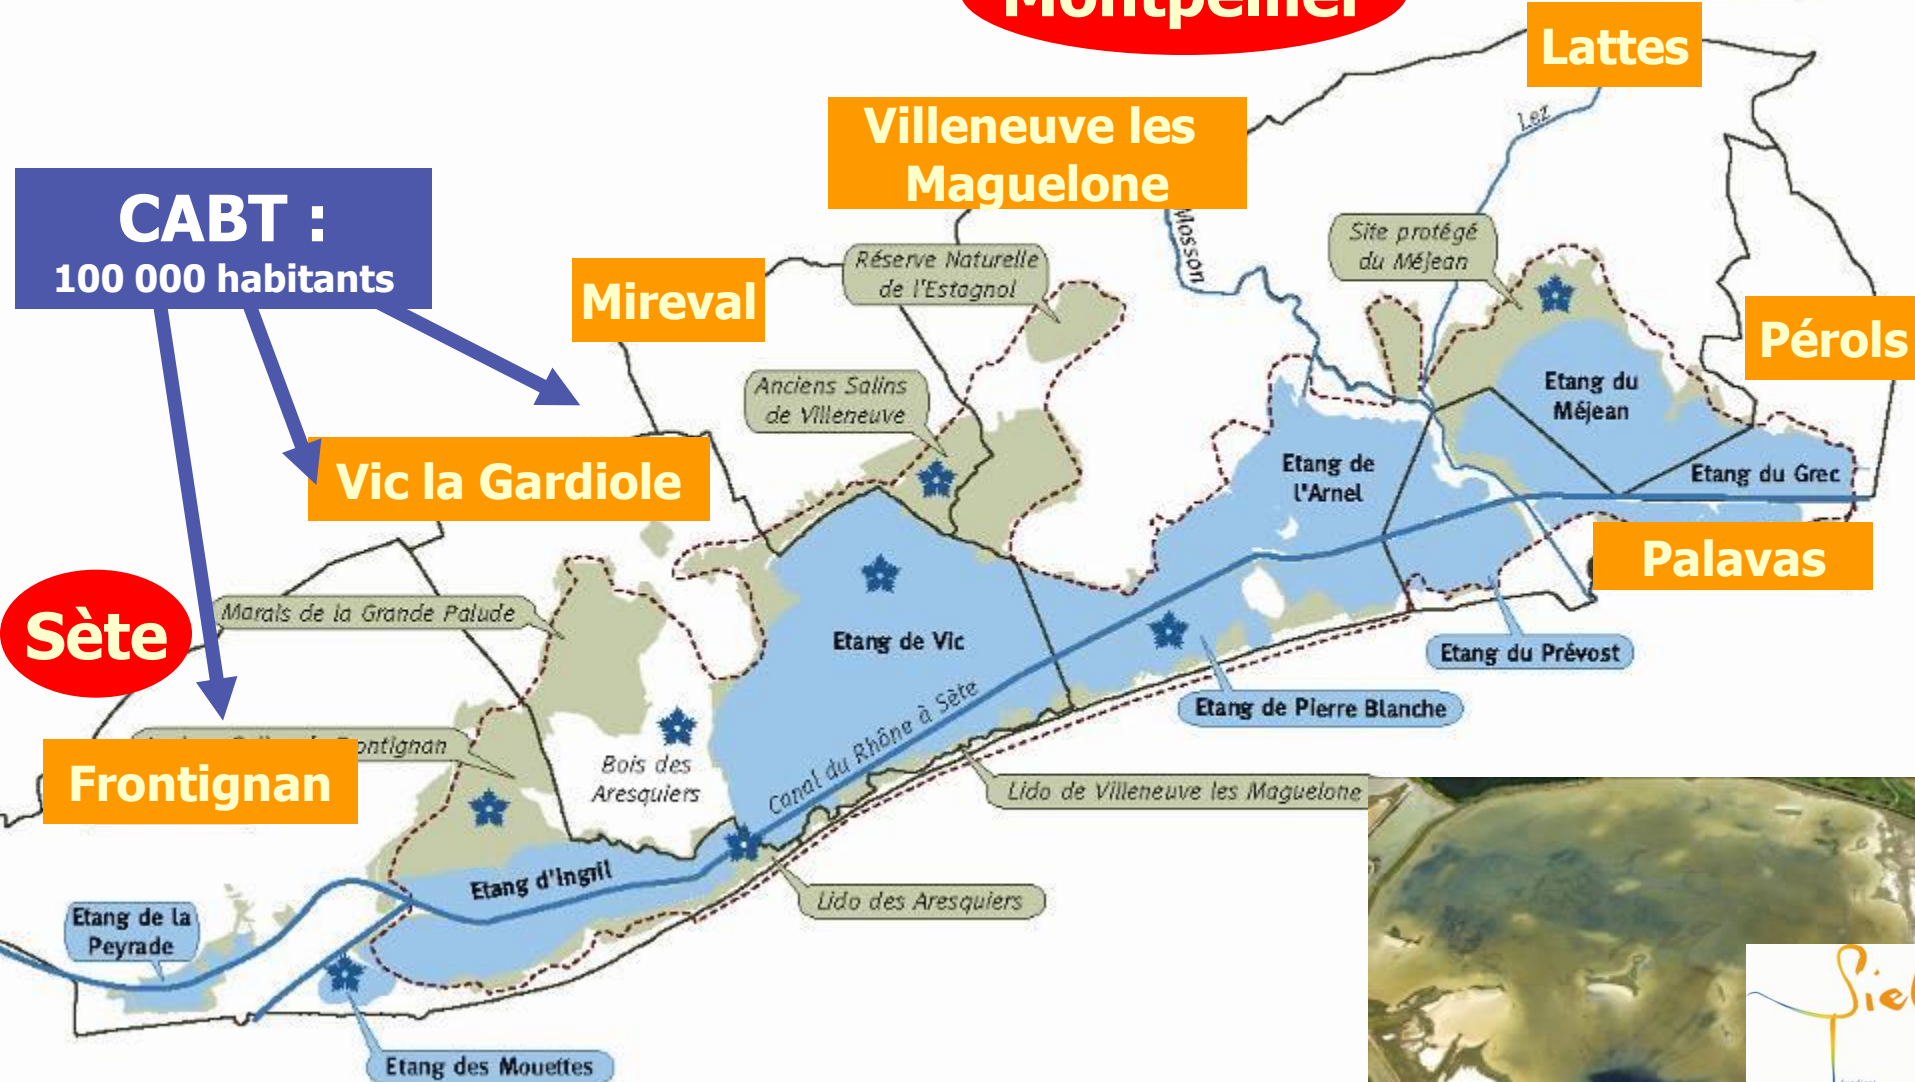 Montpellier
Lattes
Lez
Villeneuve les
Maguelone
CABT :
100 000 habitants
Mosson
Site protégé
du Méjean
Réserve Naturelle
de l'Estagnol
Mireval
Pérols
Anciens Salins
de Villeneuve
Etang du
Méjean
Etang de
l'Arnel
Etang du Grec
Vic la Gardiole
Palavas
Marais de la Grande Palude
Sète
Etang de Vic
Etang du Prévost
Etang de Pierre Blanche
Canal du Rhône à Sète
ontignan
Frontignan
Bois des
Aresquiers
Lido de Villeneuve les Maguelone
Etang d'Ingril
Lido des Aresquiers
Etang de la
Peyrade
Siel
Etang des Mouettes